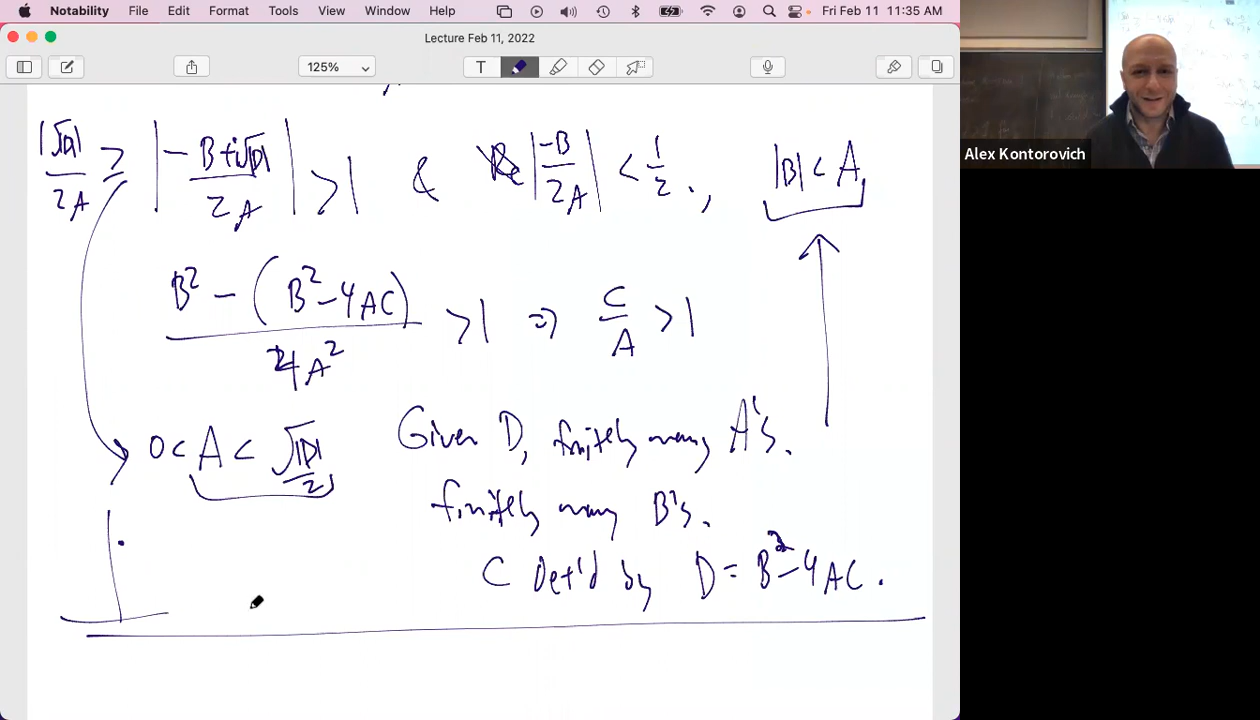 Notability File Edit Format Tools View Window Help Fri Feb 11 11:35 AM
Lecture Feb 11, 2022
125% T
Alex Kontorovich
|√D|/2A ≥ |(-B+i√|D|)/2A| > 1 & |-B/2A| < 1/2 ., |B| < A
(B² - (B² - 4AC))/4A² > 1 ⇒ C/A > 1
0 < A < √|D|/2 Given D, finitely many A's.
finitely many B's.
C Det'd by D = B² - 4AC.